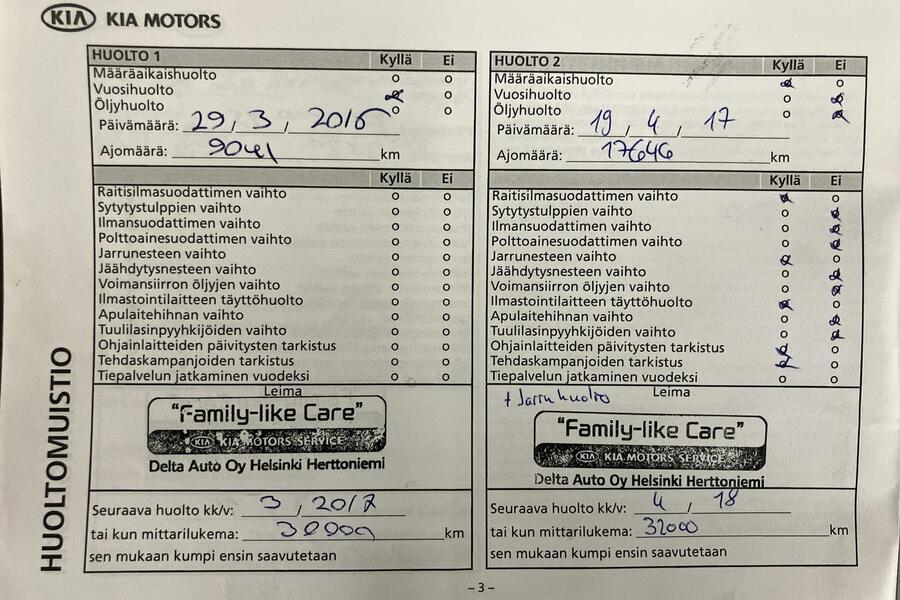 KIA KIA MOTORS
HUOLTOMUISTIO
HUOLTO 1 Kyllä Ei
Määräaikaishuolto
Vuosihuolto
Öljyhuolto
Päivämäärä: 29 / 3 / 2016
Ajomäärä: 9041 km
Kyllä Ei
Raitisilmasuodattimen vaihto
Sytytystulppien vaihto
Ilmansuodattimen vaihto
Polttoainesuodattimen vaihto
Jarrunesteen vaihto
Jäähdytysnesteen vaihto
Voimansiirron öljyjen vaihto
Ilmastointilaitteen täyttöhuolto
Apulaitehihnan vaihto
Tuulilasinpyyhkijöiden vaihto
Ohjainlaitteiden päivitysten tarkistus
Tehdaskampanjoiden tarkistus
Tiepalvelun jatkaminen vuodeksi
Leima
“Family-like Care”
KIA KIA MOTORS SERVICE
Delta Auto Oy Helsinki Herttoniemi
Seuraava huolto kk/v: 3 / 2017
tai kun mittarilukema: 30000 km
sen mukaan kumpi ensin saavutetaan
HUOLTO 2 Kyllä Ei
Määräaikaishuolto
Vuosihuolto
Öljyhuolto
Päivämäärä: 19 / 4 / 17
Ajomäärä: 17646 km
Kyllä Ei
Raitisilmasuodattimen vaihto
Sytytystulppien vaihto
Ilmansuodattimen vaihto
Polttoainesuodattimen vaihto
Jarrunesteen vaihto
Jäähdytysnesteen vaihto
Voimansiirron öljyjen vaihto
Ilmastointilaitteen täyttöhuolto
Apulaitehihnan vaihto
Tuulilasinpyyhkijöiden vaihto
Ohjainlaitteiden päivitysten tarkistus
Tehdaskampanjoiden tarkistus
Tiepalvelun jatkaminen vuodeksi
+ Jarruhuolto Leima
“Family-like Care”
KIA KIA MOTORS SERVICE
Delta Auto Oy Helsinki Herttoniemi
Seuraava huolto kk/v: 4 / 18
tai kun mittarilukema: 32000 km
sen mukaan kumpi ensin saavutetaan
– 3 –